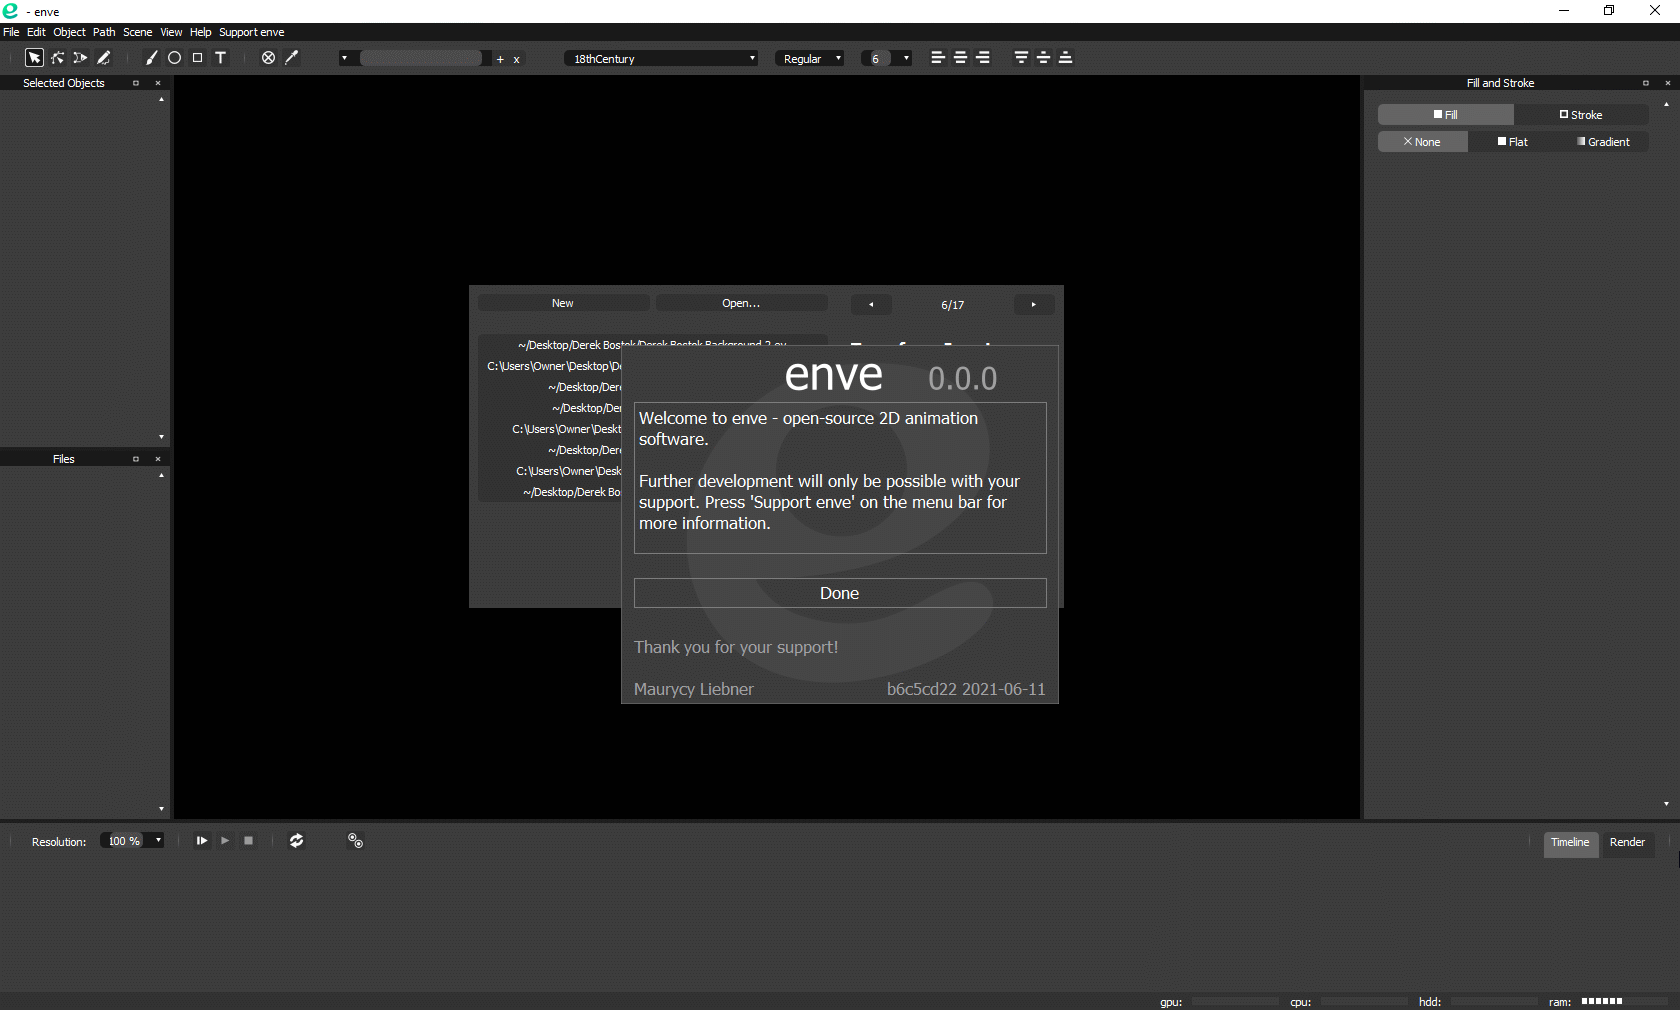 - enve
File Edit Object Path Scene View Help Support enve
+ x 18thCentury Regular 6
Selected Objects
Fill and Stroke
Fill Stroke
None Flat Gradient
New Open... 6/17
~/Desktop/Derek Bostok/Derek Bostok Background 2.ev
C:\Users\Owner\Desktop\De
~/Desktop/Dere
~/Desktop/Der
C:\Users\Owner\Deskt
~/Desktop/Dere
C:\Users\Owner\Desk
~/Desktop/Derek Bo
enve 0.0.0
Welcome to enve - open-source 2D animation
software.
Further development will only be possible with your
support. Press 'Support enve' on the menu bar for
more information.
Done
Thank you for your support!
Maurycy Liebner b6c5cd22 2021-06-11
Files
Resolution: 100 %
Timeline Render
gpu: cpu: hdd: ram: